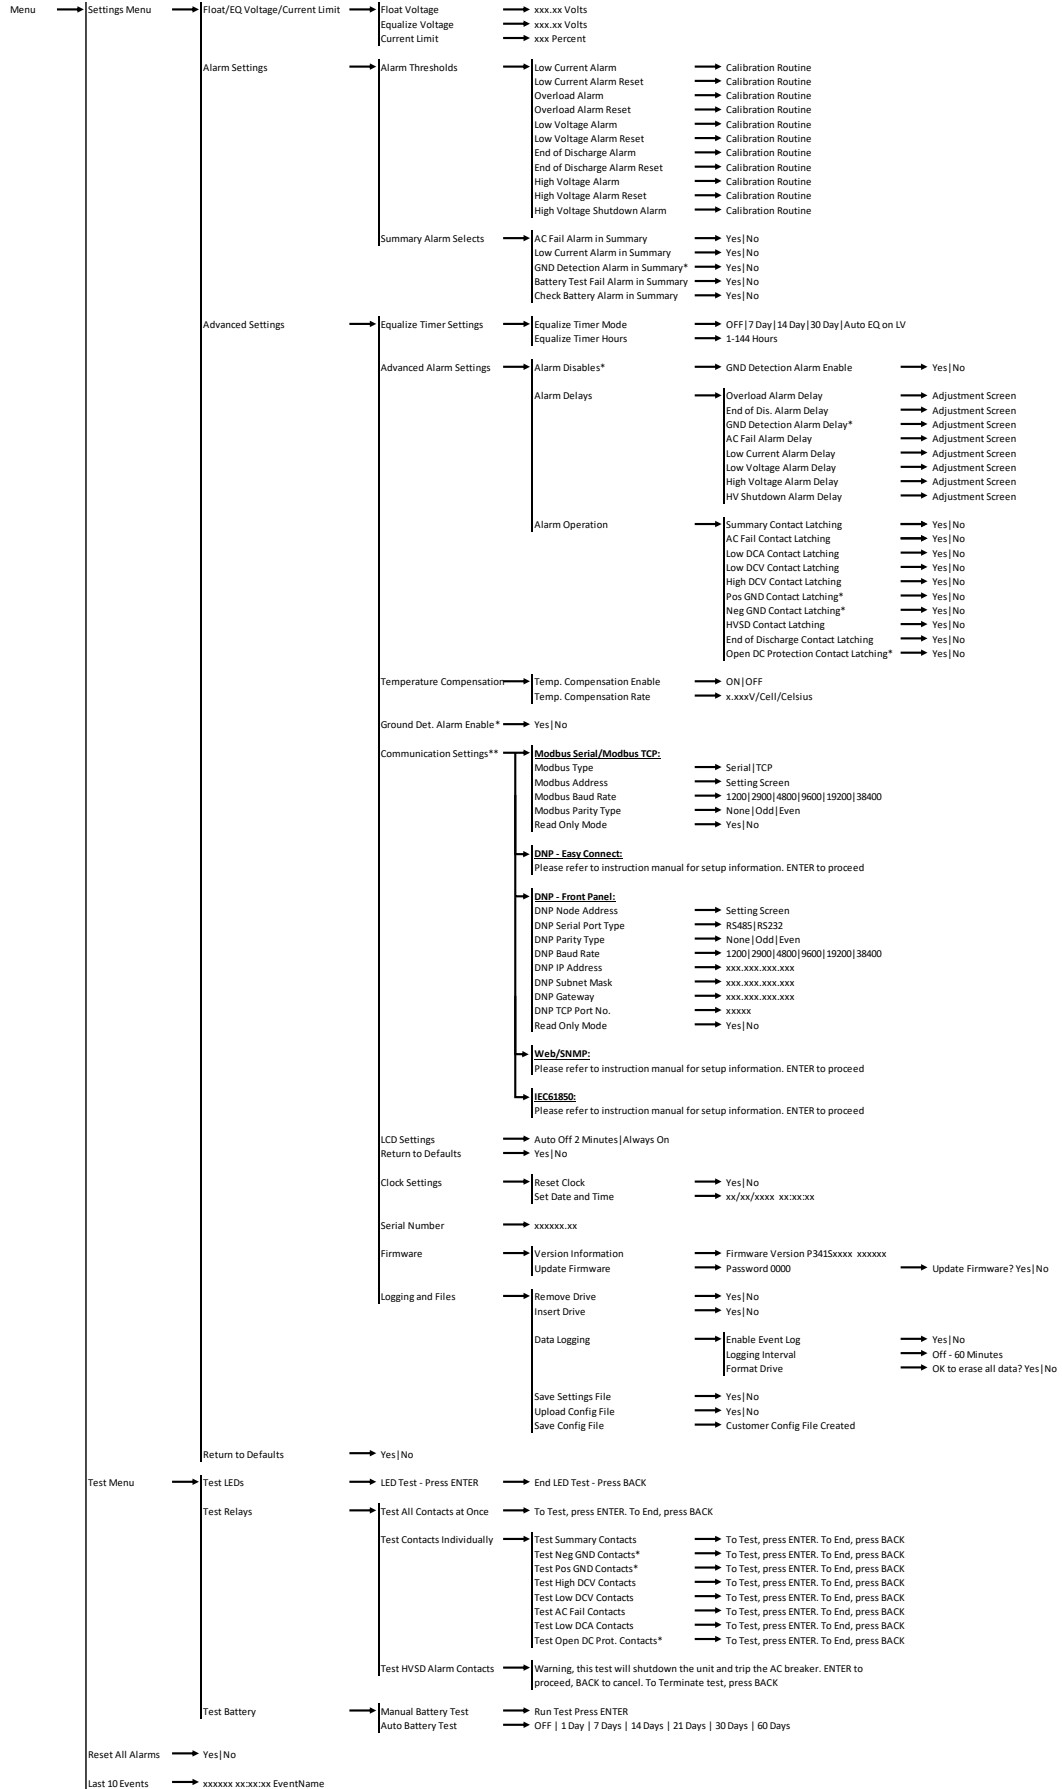 Menu Settings Menu Float/EQ Voltage/Current Limit Float Voltage xxx.xx Volts
Equalize Voltage xxx.xx Volts
Current Limit xxx Percent
Alarm Settings Alarm Thresholds Low Current Alarm Calibration Routine
Low Current Alarm Reset Calibration Routine
Overload Alarm Calibration Routine
Overload Alarm Reset Calibration Routine
Low Voltage Alarm Calibration Routine
Low Voltage Alarm Reset Calibration Routine
End of Discharge Alarm Calibration Routine
End of Discharge Alarm Reset Calibration Routine
High Voltage Alarm Calibration Routine
High Voltage Alarm Reset Calibration Routine
High Voltage Shutdown Alarm Calibration Routine
Summary Alarm Selects AC Fail Alarm in Summary Yes|No
Low Current Alarm in Summary Yes|No
GND Detection Alarm in Summary* Yes|No
Battery Test Fail Alarm in Summary Yes|No
Check Battery Alarm in Summary Yes|No
Advanced Settings Equalize Timer Settings Equalize Timer Mode OFF|7 Day|14 Day|30 Day|Auto EQ on LV
Equalize Timer Hours 1-144 Hours
Advanced Alarm Settings Alarm Disables* GND Detection Alarm Enable Yes|No
Alarm Delays Overload Alarm Delay Adjustment Screen
End of Dis. Alarm Delay Adjustment Screen
GND Detection Alarm Delay* Adjustment Screen
AC Fail Alarm Delay Adjustment Screen
Low Current Alarm Delay Adjustment Screen
Low Voltage Alarm Delay Adjustment Screen
High Voltage Alarm Delay Adjustment Screen
HV Shutdown Alarm Delay Adjustment Screen
Alarm Operation Summary Contact Latching Yes|No
AC Fail Contact Latching Yes|No
Low DCA Contact Latching Yes|No
Low DCV Contact Latching Yes|No
High DCV Contact Latching Yes|No
Pos GND Contact Latching* Yes|No
Neg GND Contact Latching* Yes|No
HVSD Contact Latching Yes|No
End of Discharge Contact Latching Yes|No
Open DC Protection Contact Latching* Yes|No
Temperature Compensation Temp. Compensation Enable ON|OFF
Temp. Compensation Rate x.xxxV/Cell/Celsius
Ground Det. Alarm Enable* Yes|No
Communication Settings** Modbus Serial/Modbus TCP:
Modbus Type Serial|TCP
Modbus Address Setting Screen
Modbus Baud Rate 1200|2900|4800|9600|19200|38400
Modbus Parity Type None|Odd|Even
Read Only Mode Yes|No
DNP - Easy Connect:
Please refer to instruction manual for setup information. ENTER to proceed
DNP - Front Panel:
DNP Node Address Setting Screen
DNP Serial Port Type RS485|RS232
DNP Parity Type None|Odd|Even
DNP Baud Rate 1200|2900|4800|9600|19200|38400
DNP IP Address xxx.xxx.xxx.xxx
DNP Subnet Mask xxx.xxx.xxx.xxx
DNP Gateway xxx.xxx.xxx.xxx
DNP TCP Port No. xxxxx
Read Only Mode Yes|No
Web/SNMP:
Please refer to instruction manual for setup information. ENTER to proceed
IEC61850:
Please refer to instruction manual for setup information. ENTER to proceed
LCD Settings Auto Off 2 Minutes|Always On
Return to Defaults Yes|No
Clock Settings Reset Clock Yes|No
Set Date and Time xx/xx/xxxx xx:xx:xx
Serial Number xxxxxx.xx
Firmware Version Information Firmware Version P341Sxxxx xxxxxx
Update Firmware Password 0000 Update Firmware? Yes|No
Logging and Files Remove Drive Yes|No
Insert Drive Yes|No
Data Logging Enable Event Log Yes|No
Logging Interval Off - 60 Minutes
Format Drive OK to erase all data? Yes|No
Save Settings File Yes|No
Upload Config File Yes|No
Save Config File Customer Config File Created
Return to Defaults Yes|No
Test Menu Test LEDs LED Test - Press ENTER End LED Test - Press BACK
Test Relays Test All Contacts at Once To Test, press ENTER. To End, press BACK
Test Contacts Individually Test Summary Contacts To Test, press ENTER. To End, press BACK
Test Neg GND Contacts* To Test, press ENTER. To End, press BACK
Test Pos GND Contacts* To Test, press ENTER. To End, press BACK
Test High DCV Contacts To Test, press ENTER. To End, press BACK
Test Low DCV Contacts To Test, press ENTER. To End, press BACK
Test AC Fail Contacts To Test, press ENTER. To End, press BACK
Test Low DCA Contacts To Test, press ENTER. To End, press BACK
Test Open DC Prot. Contacts* To Test, press ENTER. To End, press BACK
Test HVSD Alarm Contacts Warning, this test will shutdown the unit and trip the AC breaker. ENTER to
proceed, BACK to cancel. To Terminate test, press BACK
Test Battery Manual Battery Test Run Test Press ENTER
Auto Battery Test OFF | 1 Day | 7 Days | 14 Days | 21 Days | 30 Days | 60 Days
Reset All Alarms Yes|No
Last 10 Events xxxxxx xx:xx:xx EventName